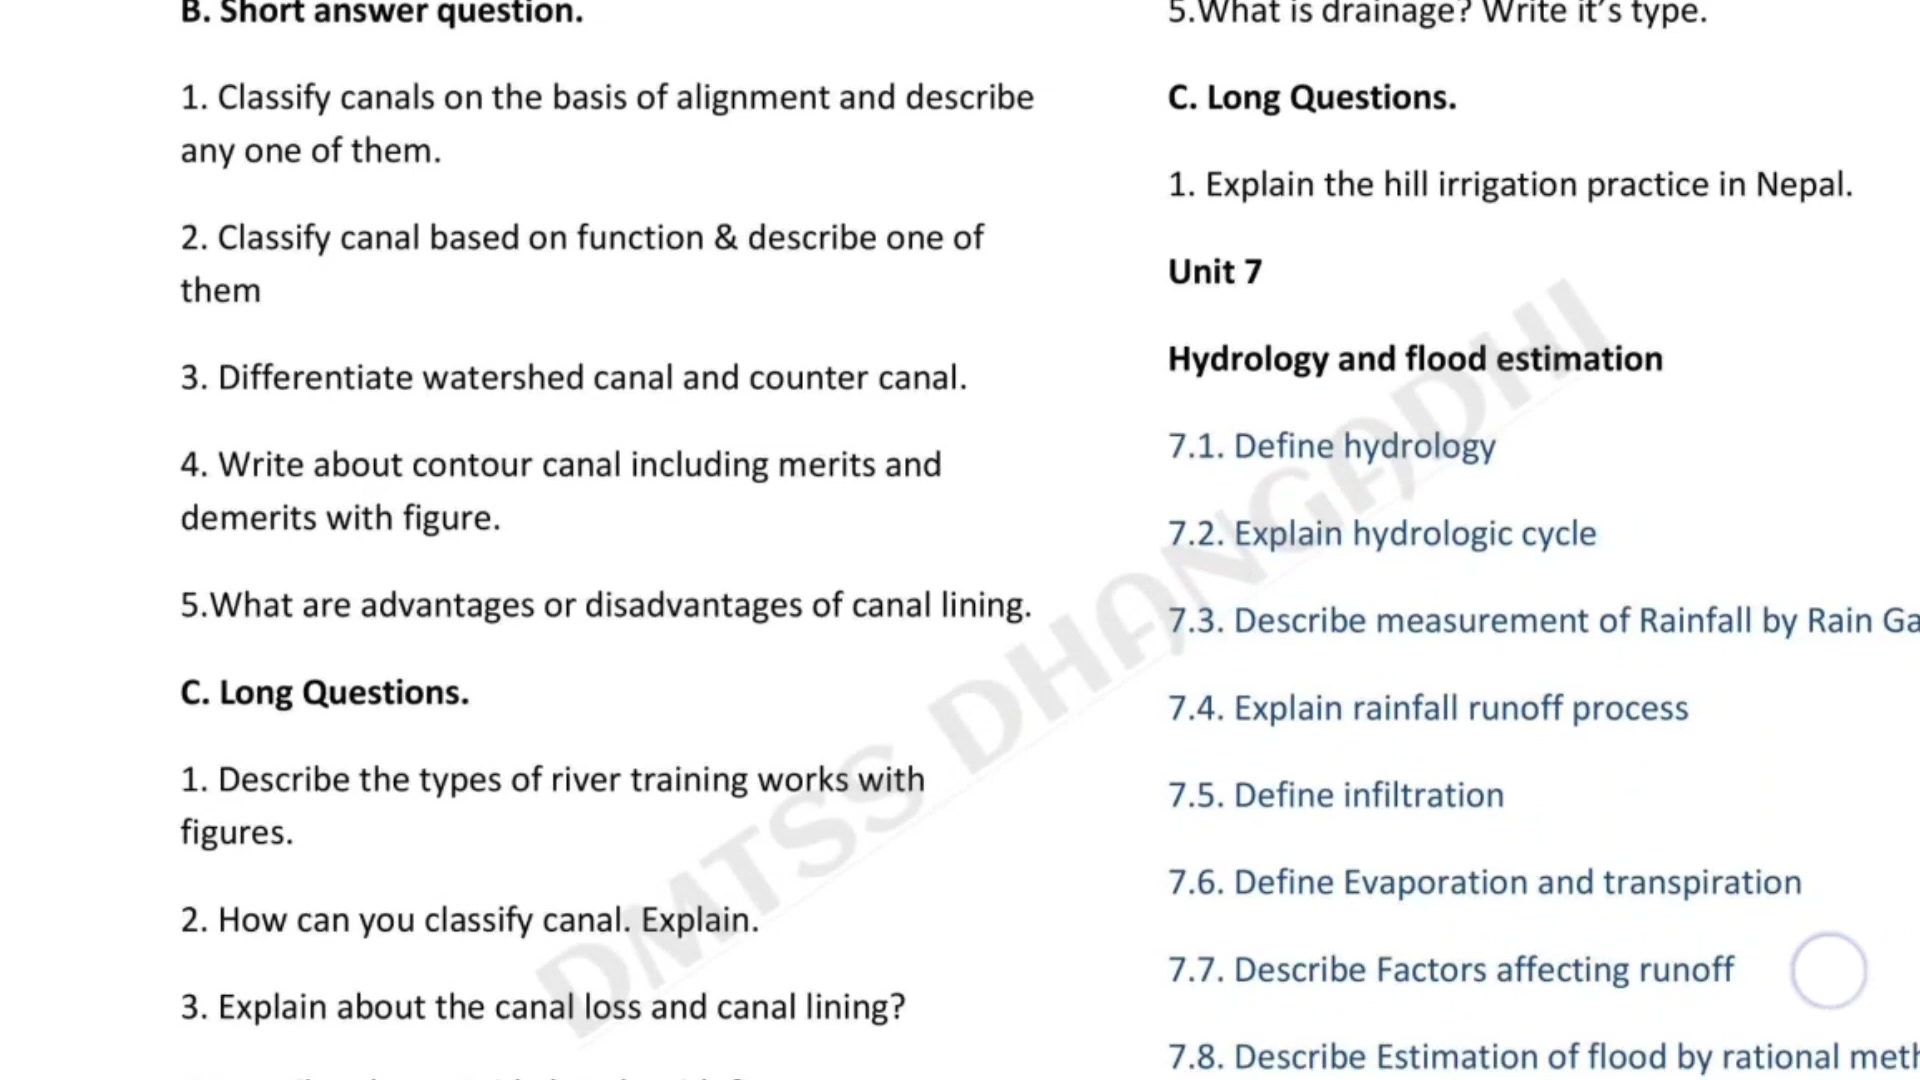 B. Short answer question.
1. Classify canals on the basis of alignment and describe
any one of them.
2. Classify canal based on function & describe one of
them
3. Differentiate watershed canal and counter canal.
4. Write about contour canal including merits and
demerits with figure.
5.What are advantages or disadvantages of canal lining.
C. Long Questions.
1. Describe the types of river training works with
figures.
2. How can you classify canal. Explain.
3. Explain about the canal loss and canal lining?
5.What is drainage? Write it's type.
C. Long Questions.
1. Explain the hill irrigation practice in Nepal.
Unit 7
Hydrology and flood estimation
7.1. Define hydrology
7.2. Explain hydrologic cycle
7.3. Describe measurement of Rainfall by Rain Ga
7.4. Explain rainfall runoff process
7.5. Define infiltration
7.6. Define Evaporation and transpiration
7.7. Describe Factors affecting runoff
7.8. Describe Estimation of flood by rational meth
DMTSS DHANGADHI